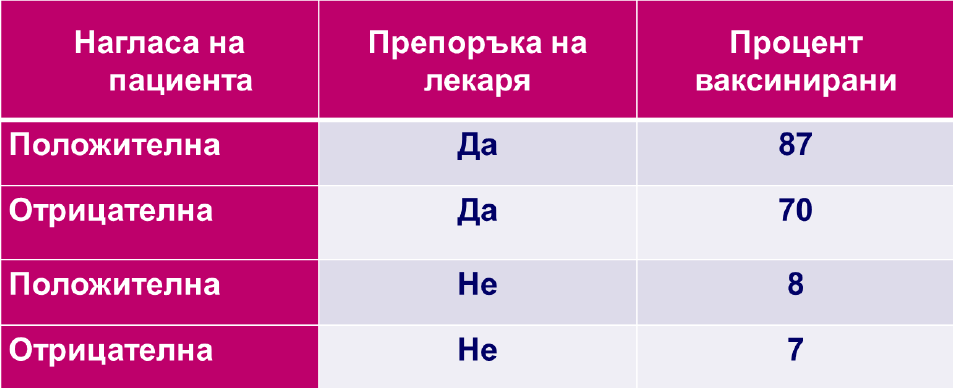 Нагласа на
пациента
Препоръка на
лекаря
Процент
ваксинирани
Положителна Да 87
Отрицателна Да 70
Положителна Не 8
Отрицателна Не 7